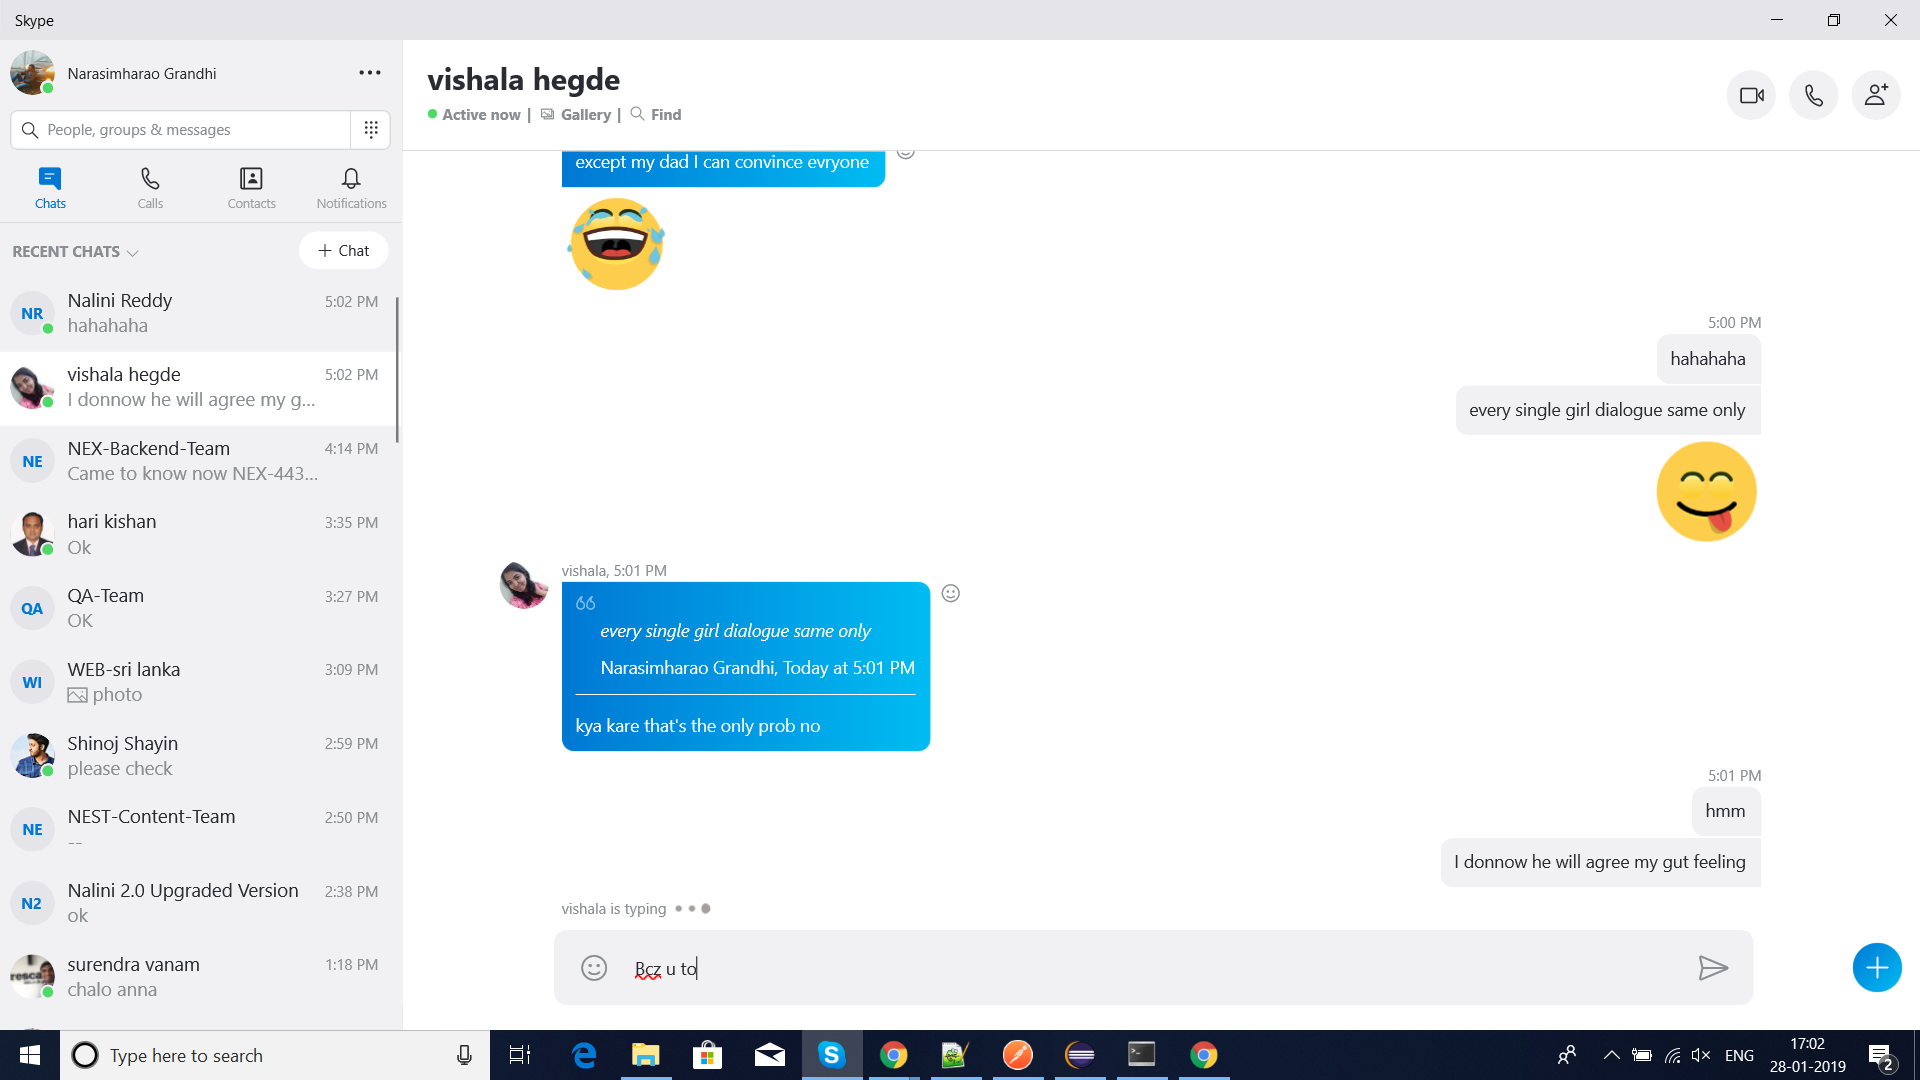 Skype
Narasimharao Grandhi
People, groups & messages
Chats
Calls
Contacts
Notifications
RECENT CHATS
Chat
Nalini Reddy
5:02 PM
NR
hahahaha
vishala hegde
5:02 PM
I donnow he will agree my g...
NEX-Backend-Team
4:14 PM
NE
Came to know now NEX-443...
hari kishan
3:35 PM
Ok
QA-Team
3:27 PM
QA
OK
WEB-sri lanka
3:09 PM
WI
photo
Shinoj Shayin
2:59 PM
please check
NEST-Content-Team
2:50 PM
NE
--
Nalini 2.0 Upgraded Version
2:38 PM
N2
ok
surendra vanam
1:18 PM
chalo anna
vishala hegde
Active now | Gallery | Find
except my dad I can convince evryone
5:00 PM
hahahaha
every single girl dialogue same only
vishala, 5:01 PM
every single girl dialogue same only
Narasimharao Grandhi, Today at 5:01 PM
kya kare that's the only prob no
5:01 PM
hmm
I donnow he will agree my gut feeling
vishala is typing
Bcz u to
Type here to search
ENG
17:02
28-01-2019
2